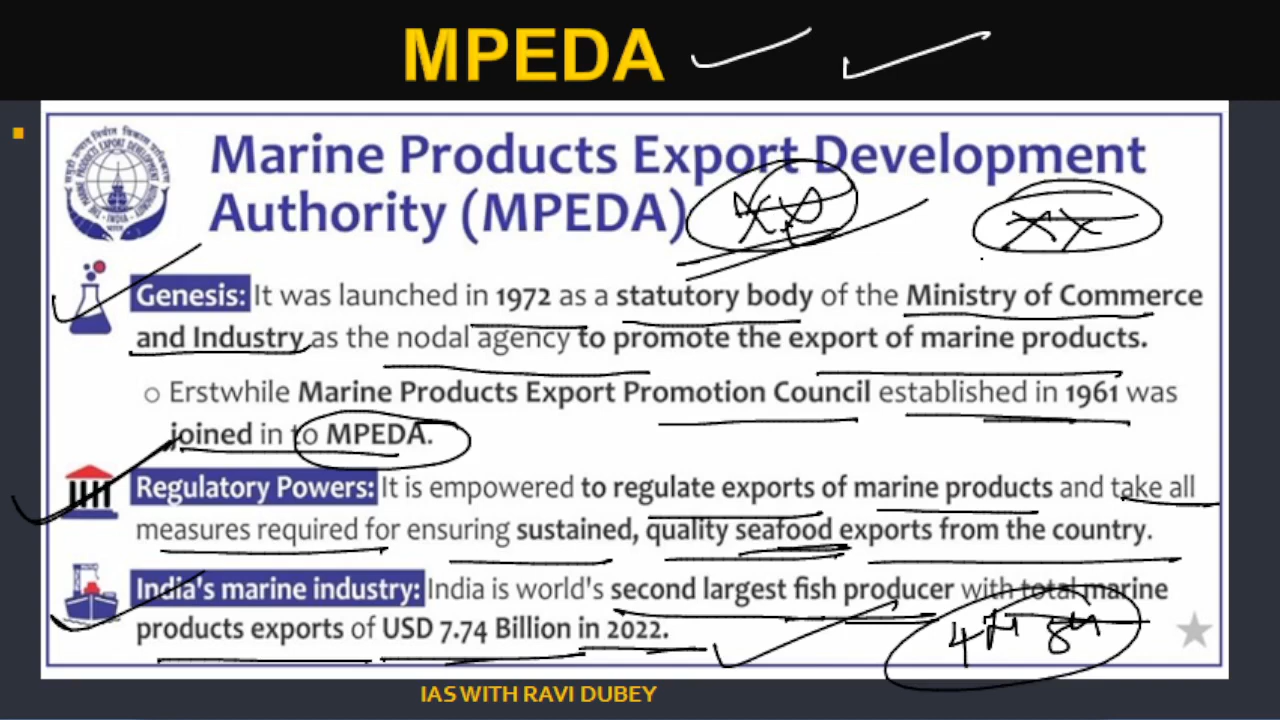 MPEDA
Marine Products Export Development
Authority (MPEDA)
Genesis: It was launched in 1972 as a statutory body of the Ministry of Commerce
and Industry as the nodal agency to promote the export of marine products.
Erstwhile Marine Products Export Promotion Council established in 1961 was
joined in to MPEDA.
Regulatory Powers: It is empowered to regulate exports of marine products and take all
measures required for ensuring sustained, quality seafood exports from the country.
India's marine industry: India is world's second largest fish producer with total marine
products exports of USD 7.74 Billion in 2022.
IAS WITH RAVI DUBEY